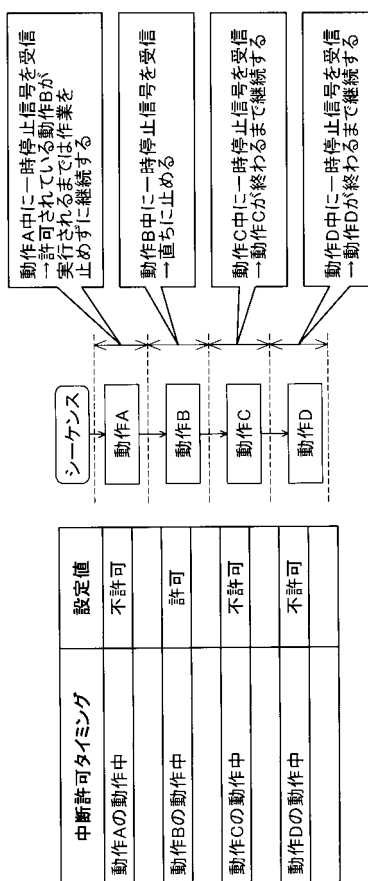 中断許可タイミング 設定値
動作Aの動作中 不許可
動作Bの動作中 許可
動作Cの動作中 不許可
動作Dの動作中 不許可
シーケンス
動作A
動作B
動作C
動作D
動作A中に一時停止信号を受信
→許可されている動作Bが
実行されるまでは作業を
止めずに継続する
動作B中に一時停止信号を受信
→直ちに止める
動作C中に一時停止信号を受信
→動作Cが終わるまで継続する
動作D中に一時停止信号を受信
→動作Dが終わるまで継続する